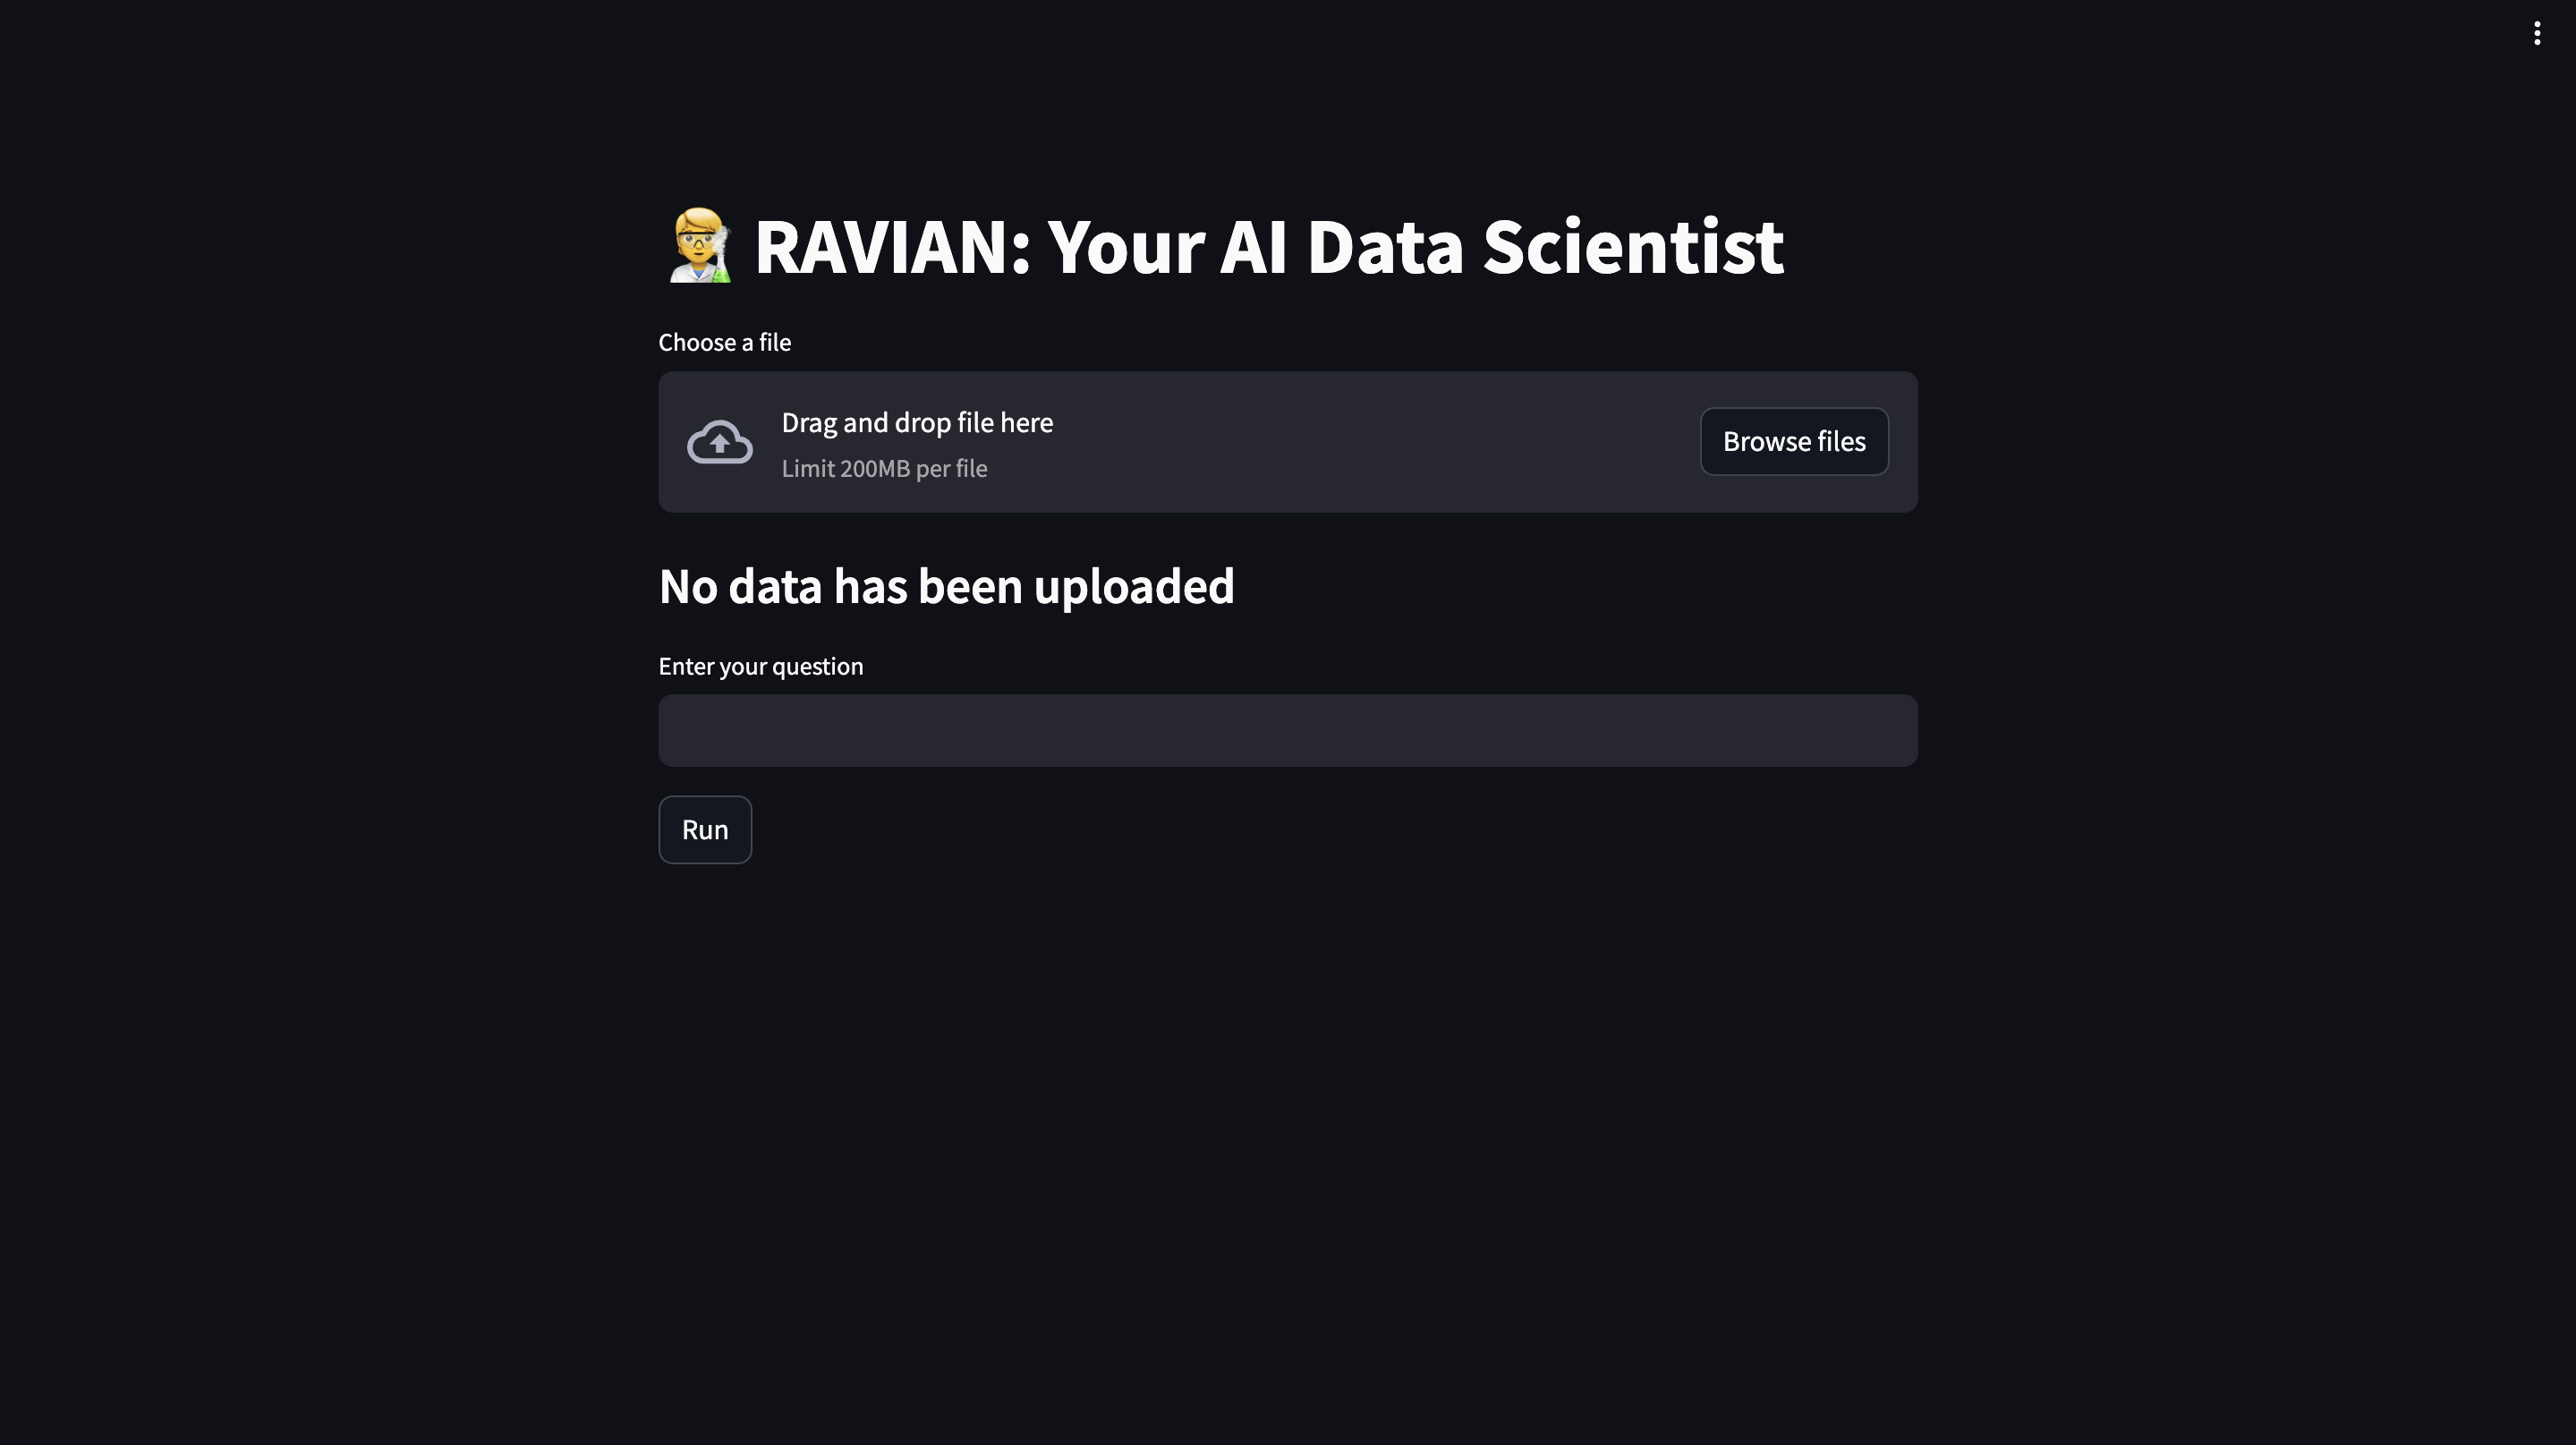 RAVIAN: Your AI Data Scientist
Choose a file
Drag and drop file here
Limit 200MB per file
Browse files
No data has been uploaded
Enter your question
Run